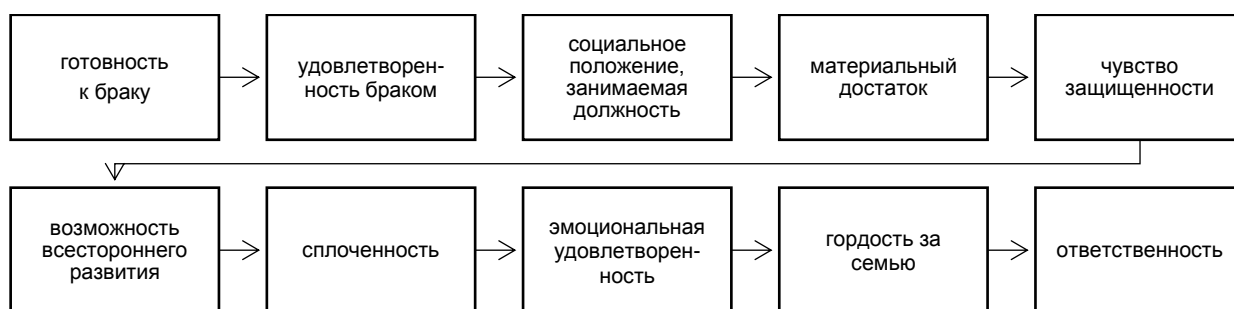 готовность
к браку
удовлетворен-
ность браком
социальное
положение,
занимаемая
должность
материальный
достаток
чувство
защищенности
возможность
всестороннего
развития
сплоченность
эмоциональная
удовлетворен-
ность
гордость за
семью
ответственность